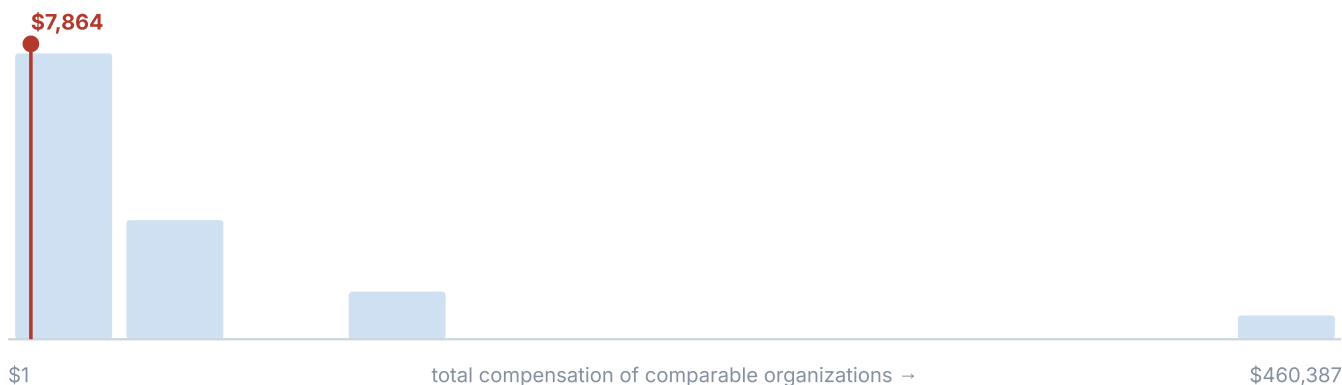 $7,864
$1 total compensation of comparable organizations → $460,387